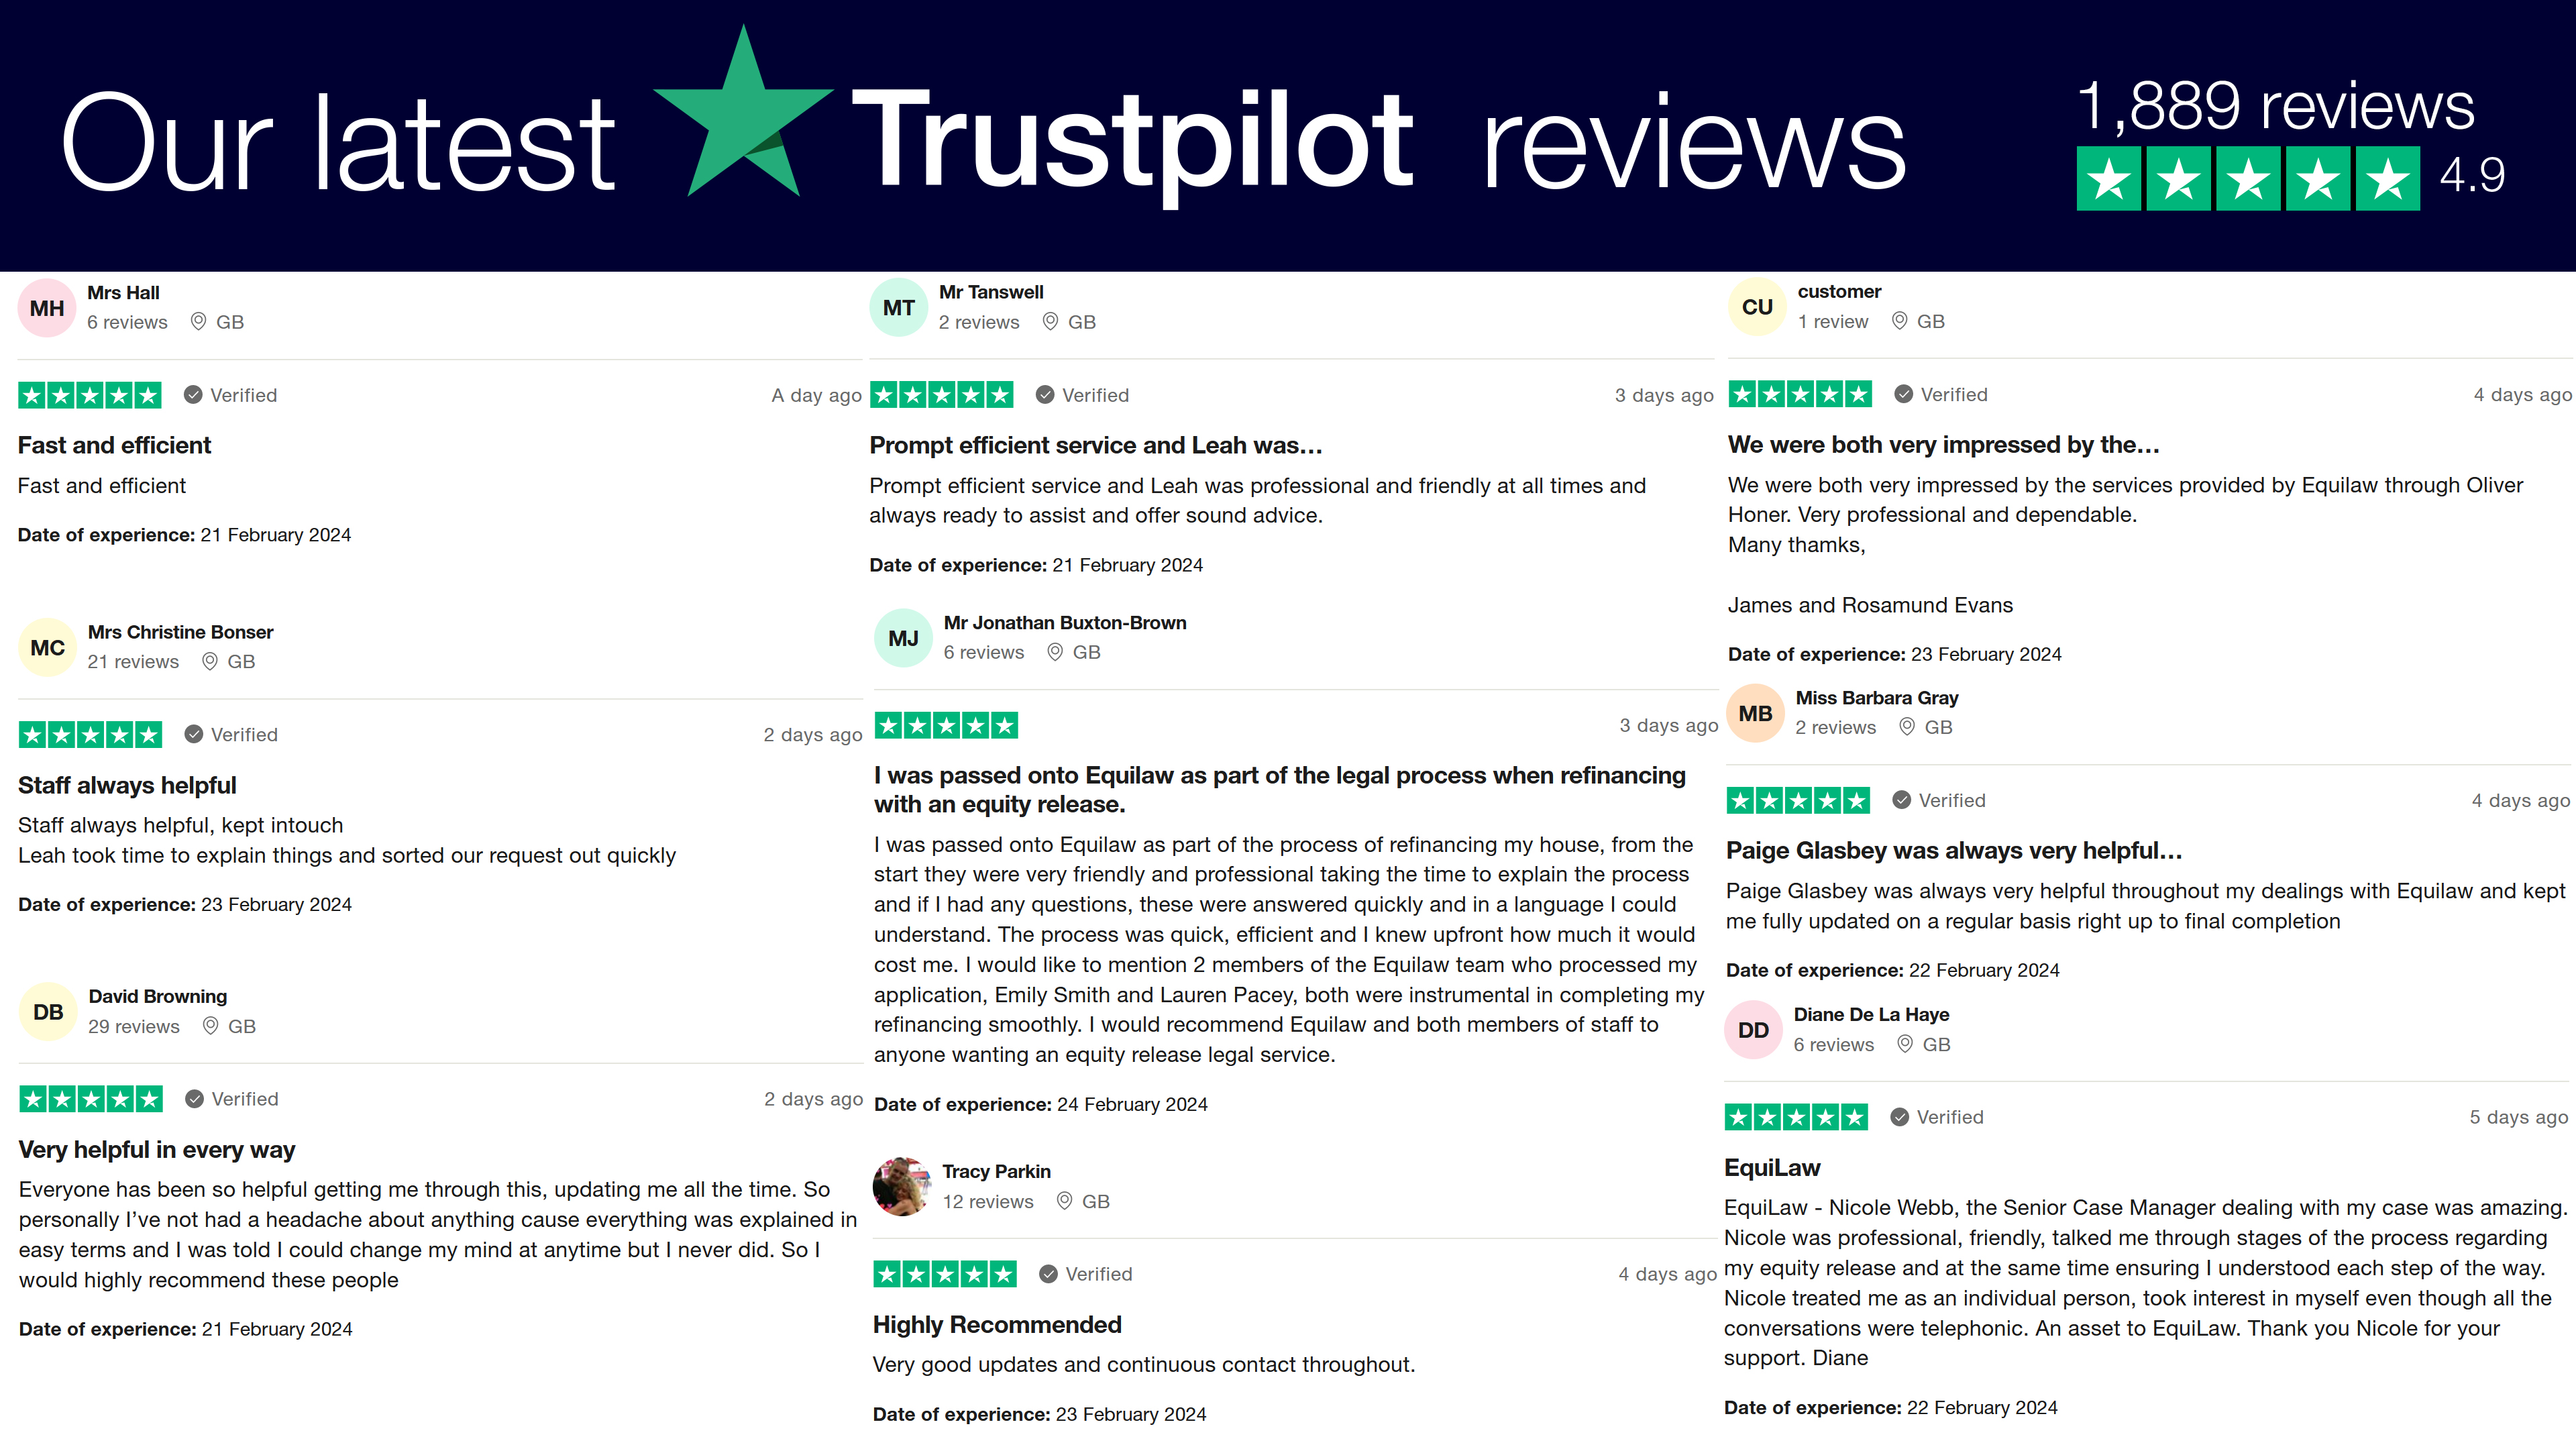 Our latest Trustpilot reviews
1,889 reviews
4.9
MH
Mrs Hall
6 reviews GB
Verified
A day ago
Fast and efficient
Fast and efficient
Date of experience: 21 February 2024
MC
Mrs Christine Bonser
21 reviews GB
Verified
2 days ago
Staff always helpful
Staff always helpful, kept intouch
Leah took time to explain things and sorted our request out quickly
Date of experience: 23 February 2024
DB
David Browning
29 reviews GB
Verified
2 days ago
Very helpful in every way
Everyone has been so helpful getting me through this, updating me all the time. So
personally I’ve not had a headache about anything cause everything was explained in
easy terms and I was told I could change my mind at anytime but I never did. So I
would highly recommend these people
Date of experience: 21 February 2024
MT
Mr Tanswell
2 reviews GB
Verified
3 days ago
Prompt efficient service and Leah was...
Prompt efficient service and Leah was professional and friendly at all times and
always ready to assist and offer sound advice.
Date of experience: 21 February 2024
MJ
Mr Jonathan Buxton-Brown
6 reviews GB
3 days ago
I was passed onto Equilaw as part of the legal process when refinancing
with an equity release.
I was passed onto Equilaw as part of the process of refinancing my house, from the
start they were very friendly and professional taking the time to explain the process
and if I had any questions, these were answered quickly and in a language I could
understand. The process was quick, efficient and I knew upfront how much it would
cost me. I would like to mention 2 members of the Equilaw team who processed my
application, Emily Smith and Lauren Pacey, both were instrumental in completing my
refinancing smoothly. I would recommend Equilaw and both members of staff to
anyone wanting an equity release legal service.
Date of experience: 24 February 2024
Tracy Parkin
12 reviews GB
Verified
4 days ago
Highly Recommended
Very good updates and continuous contact throughout.
Date of experience: 23 February 2024
CU
customer
1 review GB
Verified
4 days ago
We were both very impressed by the...
We were both very impressed by the services provided by Equilaw through Oliver
Honer. Very professional and dependable.
Many thamks,
James and Rosamund Evans
Date of experience: 23 February 2024
MB
Miss Barbara Gray
2 reviews GB
Verified
4 days ago
Paige Glasbey was always very helpful...
Paige Glasbey was always very helpful throughout my dealings with Equilaw and kept
me fully updated on a regular basis right up to final completion
Date of experience: 22 February 2024
DD
Diane De La Haye
6 reviews GB
Verified
5 days ago
EquiLaw
EquiLaw - Nicole Webb, the Senior Case Manager dealing with my case was amazing.
Nicole was professional, friendly, talked me through stages of the process regarding
my equity release and at the same time ensuring I understood each step of the way.
Nicole treated me as an individual person, took interest in myself even though all the
conversations were telephonic. An asset to EquiLaw. Thank you Nicole for your
support. Diane
Date of experience: 22 February 2024